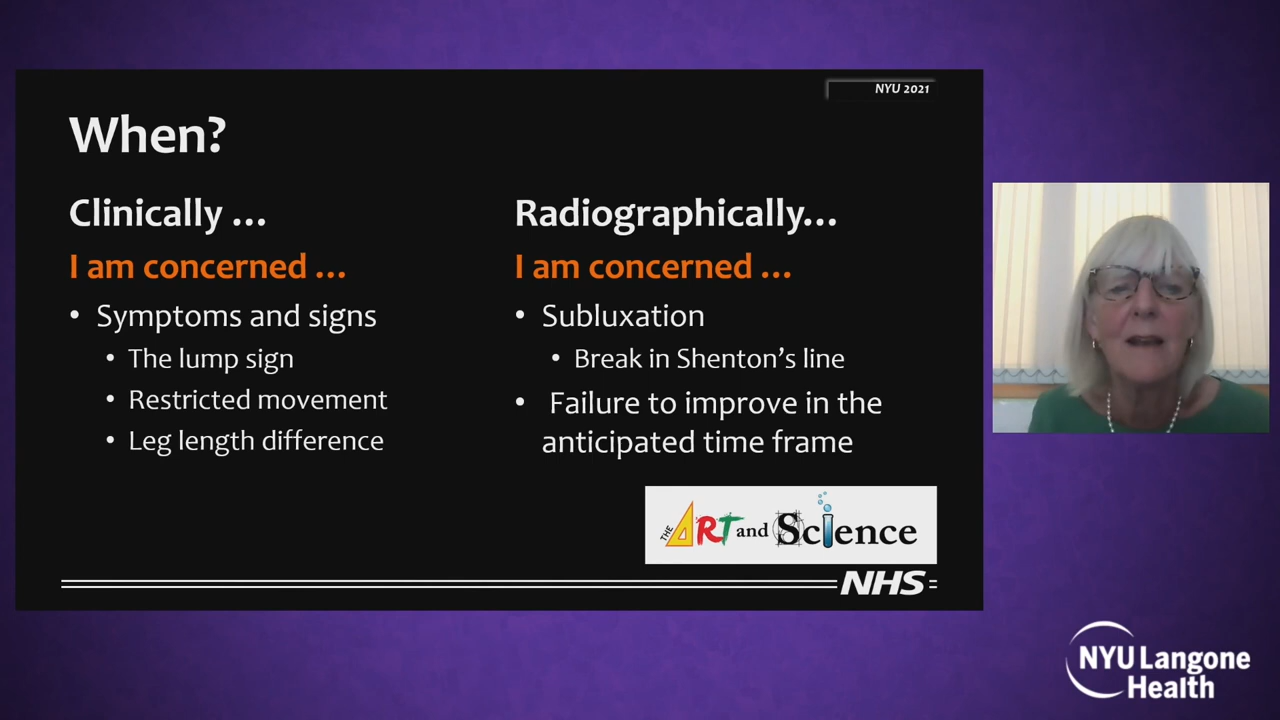 NYU 2021
When?
Clinically …
I am concerned …
• Symptoms and signs
• The lump sign
• Restricted movement
• Leg length difference
Radiographically…
I am concerned …
• Subluxation
• Break in Shenton’s line
• Failure to improve in the
anticipated time frame
THE ART and Science
NHS
NYU Langone
Health